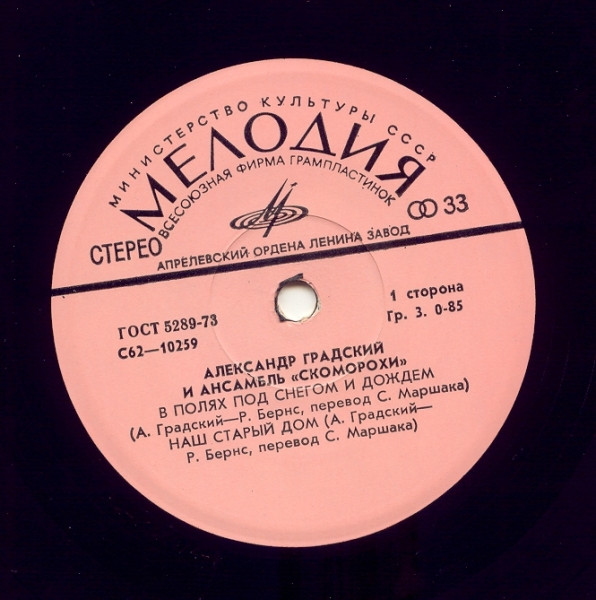 МИНИСТЕРСТВО КУЛЬТУРЫ СССР
МЕЛОДИЯ
ВСЕСОЮЗНАЯ ФИРМА ГРАМПЛАСТИНОК
СТЕРЕО
33
АПРЕЛЕВСКИЙ ОРДЕНА ЛЕНИНА ЗАВОД
ГОСТ 5289-73
С62—10259
1 сторона
Гр. 3. 0-85
АЛЕКСАНДР ГРАДСКИЙ
И АНСАМБЛЬ «СКОМОРОХИ»
В ПОЛЯХ ПОД СНЕГОМ И ДОЖДЕМ
(А. Градский—Р. Бернс, перевод С. Маршака)
НАШ СТАРЫЙ ДОМ (А. Градский—
Р. Бернс, перевод С. Маршака)